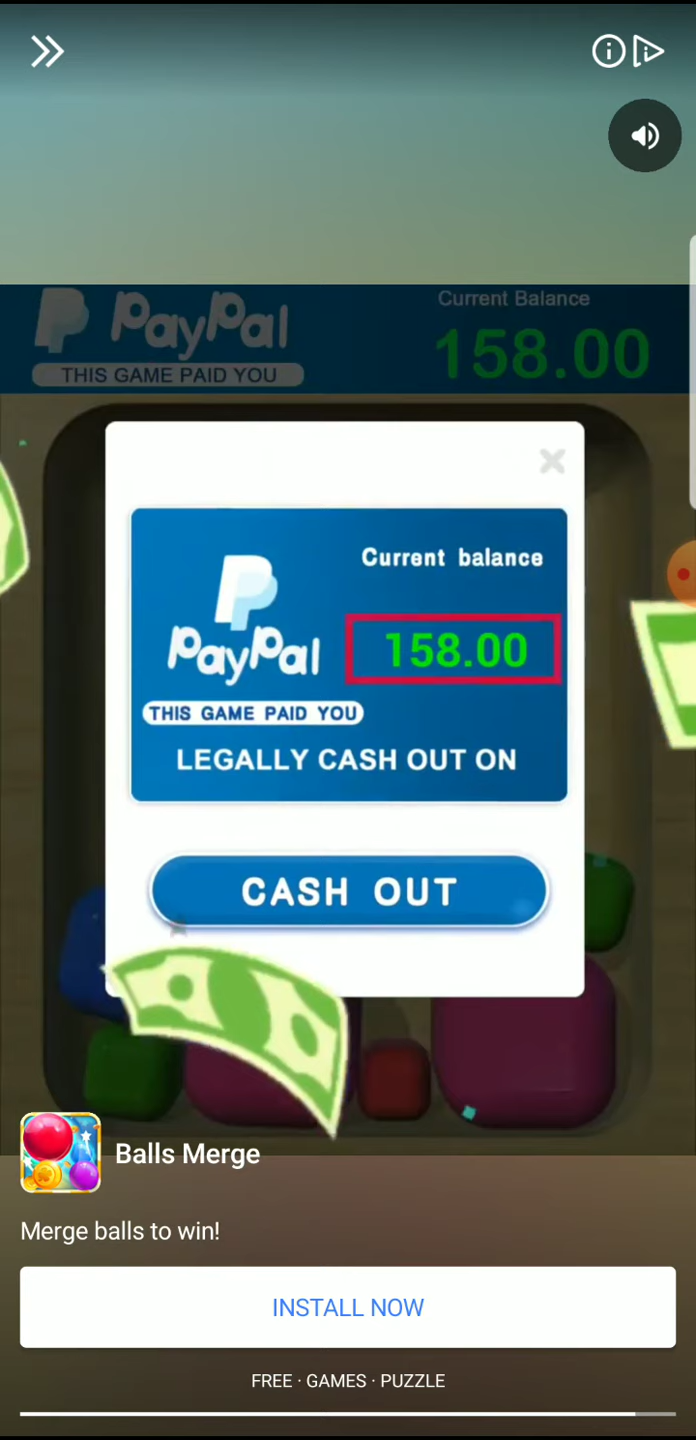 PayPal
Current Balance
158.00
THIS GAME PAID YOU
Current balance
PayPal
158.00
THIS GAME PAID YOU
LEGALLY CASH OUT ON
CASH OUT
Balls Merge
Merge balls to win!
INSTALL NOW
FREE · GAMES · PUZZLE